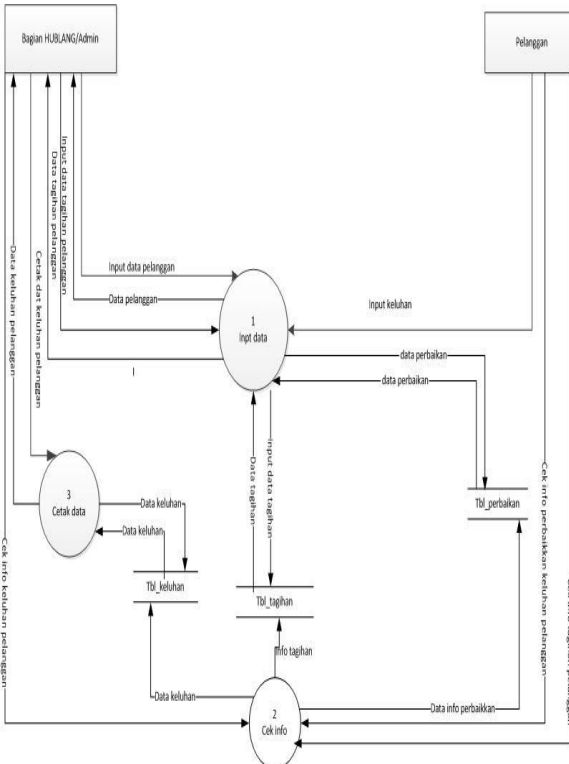 Bagian HUBLANG/Admin
Pelanggan
Input data tagihan pelanggan
Data tagihan pelanggan
Cetak dat keluhan pelanggan
Data keluhan pelanggan
Input data pelanggan
Data pelanggan
Input keluhan
1
Inpt data
I
data perbaikan
data perbaikan
Data tagihan
Input data tagihan
Tbl_perbaikan
3
Cetak data
Data keluhan
Data keluhan
Tbl_keluhan
Tbl_tagihan
Cek info keluhan pelanggan
Cek info perbaikkan keluhan pelanggan
Info tagihan
Data keluhan
Data info perbaikkan
2
Cek info